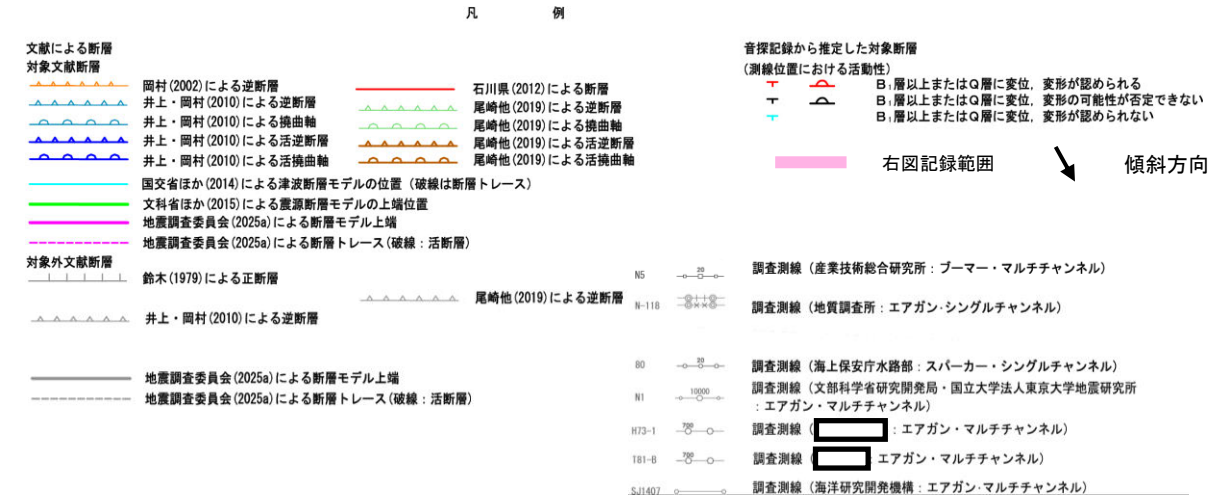 凡 例
文献による断層
対象文献断層
岡村(2002)による逆断層
井上・岡村(2010)による逆断層
井上・岡村(2010)による撓曲軸
井上・岡村(2010)による活逆断層
井上・岡村(2010)による活撓曲軸
石川県(2012)による断層
尾崎他(2019)による逆断層
尾崎他(2019)による撓曲軸
尾崎他(2019)による活逆断層
尾崎他(2019)による活撓曲軸
国交省ほか(2014)による津波断層モデルの位置（破線は断層トレース）
文科省ほか(2015)による震源断層モデルの上端位置
地震調査委員会(2025a)による断層モデル上端
地震調査委員会(2025a)による断層トレース(破線：活断層)
対象外文献断層
鈴木(1979)による正断層
尾崎他(2019)による逆断層
井上・岡村(2010)による逆断層
地震調査委員会(2025a)による断層モデル上端
地震調査委員会(2025a)による断層トレース(破線：活断層)
音探記録から推定した対象断層
(測線位置における活動性)
B₁層以上またはQ層に変位，変形が認められる
B₁層以上またはQ層に変位，変形の可能性が否定できない
B₁層以上またはQ層に変位，変形が認められない
右図記録範囲
傾斜方向
N5 20 調査測線（産業技術総合研究所：ブーマー・マルチチャンネル）
N-118 調査測線（地質調査所：エアガン・シングルチャンネル）
80 20 調査測線（海上保安庁水路部：スパーカー・シングルチャンネル）
N1 10000 調査測線（文部科学省研究開発局・国立大学法人東京大学地震研究所
：エアガン・マルチチャンネル）
H73-1 700 調査測線（ ：エアガン・マルチチャンネル）
T81-B 700 調査測線（ ：エアガン・マルチチャンネル）
SJ1407 調査測線（海洋研究開発機構：エアガン・マルチチャンネル）